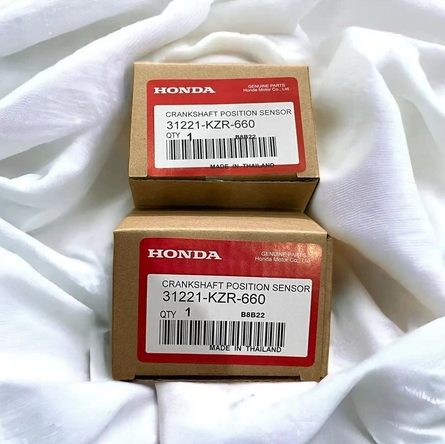 HONDA
GENUINE PARTS
Honda Motor Co., Ltd.
CRANKSHAFT POSITION SENSOR
31221-KZR-660
QTY 1 B8B22
MADE IN THAILAND
HONDA
GENUINE PARTS
Honda Motor Co., Ltd
CRANKSHAFT POSITION SENSOR
31221-KZR-660
QTY 1 B8B22
MADE IN THAILAND